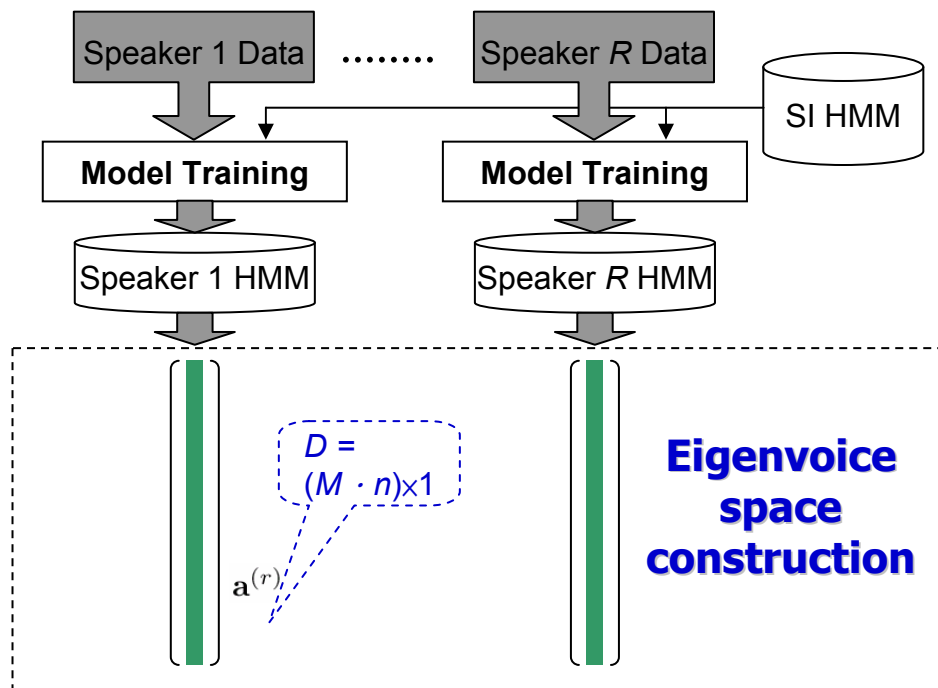 Speaker 1 Data
........
Speaker R Data
SI HMM
Model Training
Model Training
Speaker 1 HMM
Speaker R HMM
D =
(M · n)×1
a^(r)
Eigenvoice
space
construction